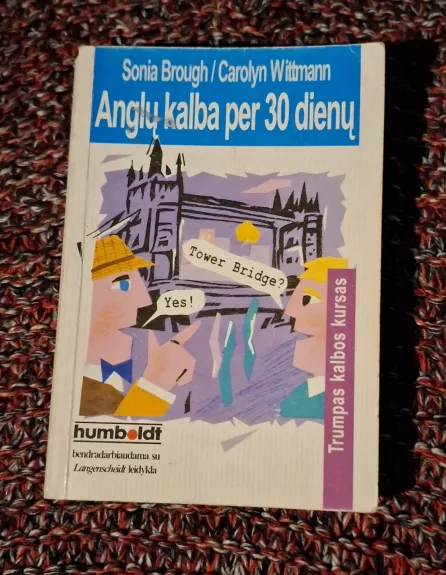 Sonia Brough / Carolyn Wittmann
Anglų kalba per 30 dienų
Tower Bridge?
Yes!
Trumpas kalbos kursas
humboldt
bendradarbiaudama su
Langenscheidt leidykla